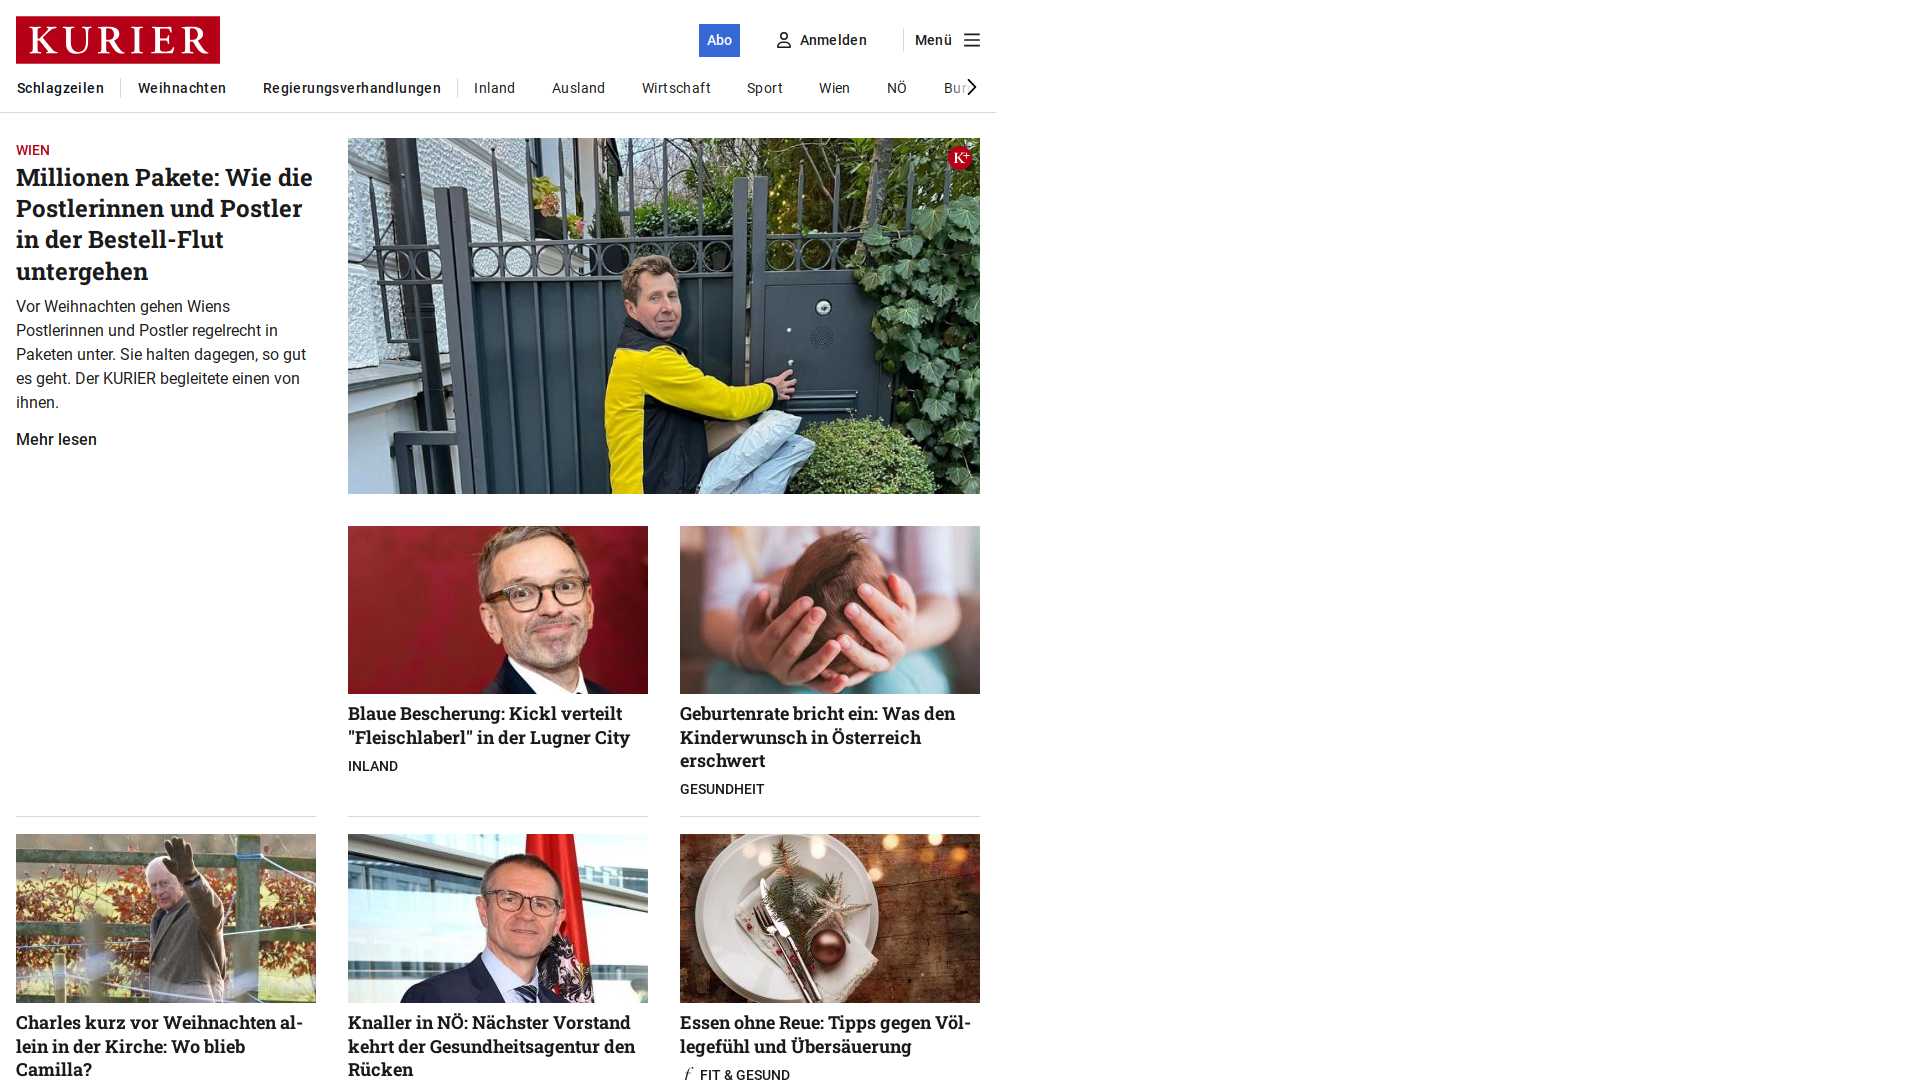 KURIER
Abo
Anmelden
Menü
Schlagzeilen
Weihnachten
Regierungsverhandlungen
Inland
Ausland
Wirtschaft
Sport
Wien
NÖ
Bur
WIEN
Millionen Pakete: Wie die
Postlerinnen und Postler
in der Bestell-Flut
untergehen
Vor Weihnachten gehen Wiens
Postlerinnen und Postler regelrecht in
Paketen unter. Sie halten dagegen, so gut
es geht. Der KURIER begleitete einen von
ihnen.
Mehr lesen
K+
Blaue Bescherung: Kickl verteilt
"Fleischlaberl" in der Lugner City
INLAND
Geburtenrate bricht ein: Was den
Kinderwunsch in Österreich
erschwert
GESUNDHEIT
Charles kurz vor Weihnachten al-
lein in der Kirche: Wo blieb
Camilla?
Knaller in NÖ: Nächster Vorstand
kehrt der Gesundheitsagentur den
Rücken
Essen ohne Reue: Tipps gegen Völ-
legefühl und Übersäuerung
f FIT & GESUND